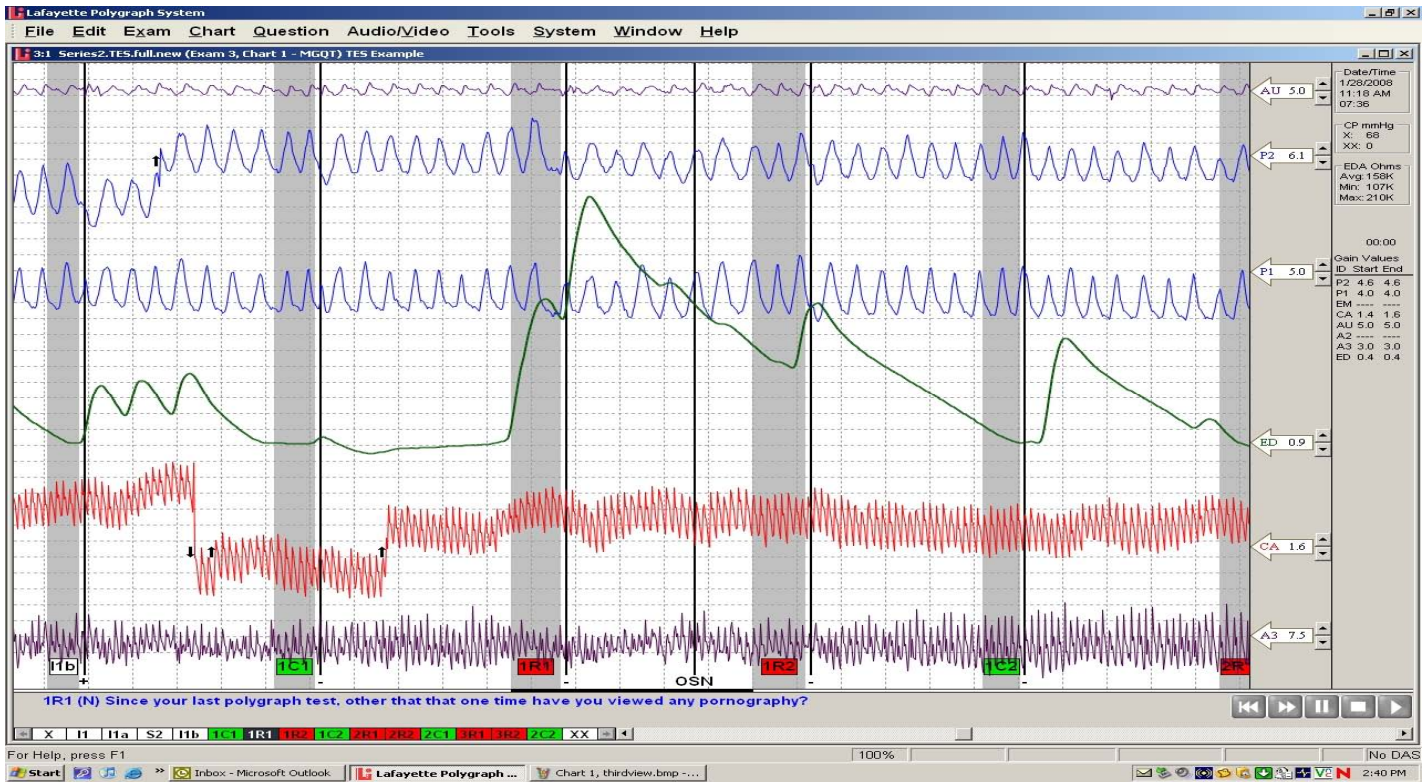 Lafayette Polygraph System
File Edit Exam Chart Question Audio/Video Tools System Window Help
3:1 Series2.TES.full.new (Exam 3, Chart 1 - MGQT) TES Example
AU 5.0
P2 6.1
P1 5.0
ED 0.9
CA 1.6
A3 7.5
Date/Time
1/28/2008
11:18 AM
07:36
CP mmHg
X: 68
XX: 0
EDA Ohms
Avg: 158K
Min: 107K
Max: 210K
00:00
Gain Values
ID Start End
P2 4.6 4.6
P1 4.0 4.0
EM ---- ----
CA 1.4 1.6
AU 5.0 5.0
A2 ---- ----
A3 3.0 3.0
ED 0.4 0.4
I1b 1C1 1R1 1R2 1C2 2R
+ - - OSN - -
1R1 (N) Since your last polygraph test, other that that one time have you viewed any pornography?
X I1 I1a S2 I1b 1C1 1R1 1R2 1C2 2R1 2R2 2C1 3R1 3R2 2C2 XX
For Help, press F1 100% No DAS
Start Inbox - Microsoft Outlook Lafayette Polygraph ... Chart 1, thirdview.bmp -... 2:40 PM